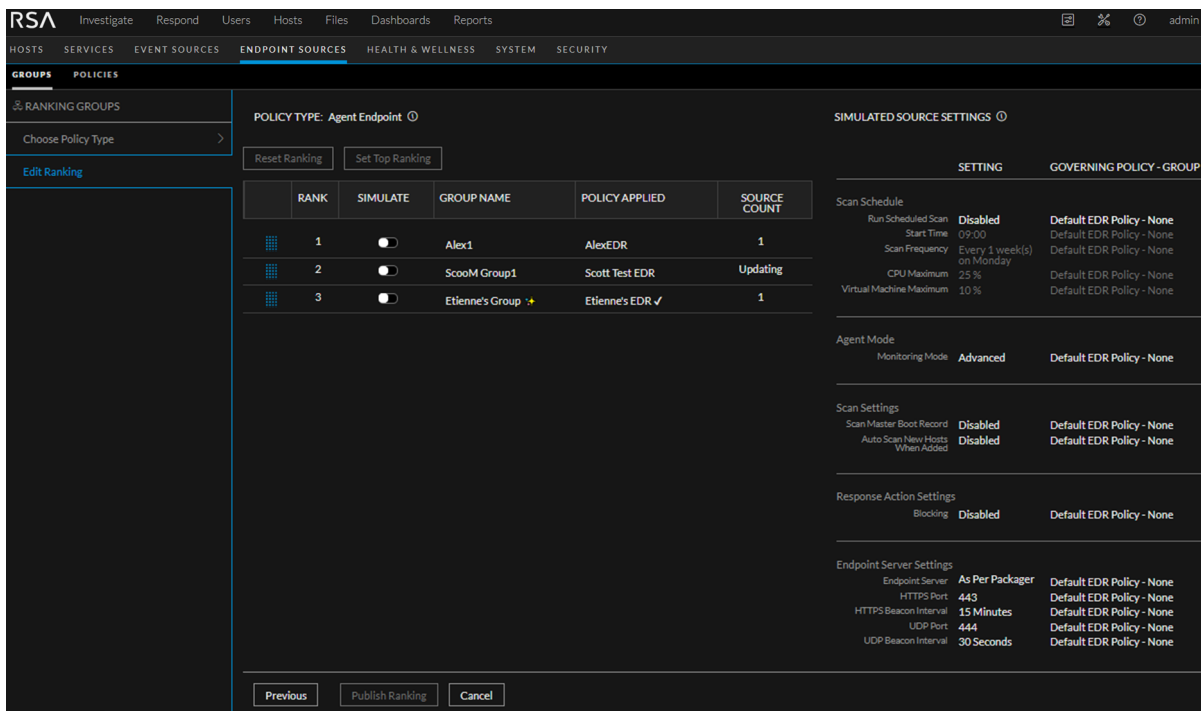 RSA Investigate Respond Users Hosts Files Dashboards Reports admin
HOSTS SERVICES EVENT SOURCES ENDPOINT SOURCES HEALTH & WELLNESS SYSTEM SECURITY
GROUPS POLICIES
RANKING GROUPS
Choose Policy Type
Edit Ranking
POLICY TYPE: Agent Endpoint
Reset Ranking Set Top Ranking
RANK SIMULATE GROUP NAME POLICY APPLIED SOURCE COUNT
1 Alex1 AlexEDR 1
2 ScooM Group1 Scott Test EDR Updating
3 Etienne's Group ✨ Etienne's EDR ✓ 1
SIMULATED SOURCE SETTINGS
SETTING GOVERNING POLICY - GROUP
Scan Schedule
Run Scheduled Scan Disabled Default EDR Policy - None
Start Time 09:00 Default EDR Policy - None
Scan Frequency Every 1 week(s) on Monday Default EDR Policy - None
CPU Maximum 25 % Default EDR Policy - None
Virtual Machine Maximum 10 % Default EDR Policy - None
Agent Mode
Monitoring Mode Advanced Default EDR Policy - None
Scan Settings
Scan Master Boot Record Disabled Default EDR Policy - None
Auto Scan New Hosts When Added Disabled Default EDR Policy - None
Response Action Settings
Blocking Disabled Default EDR Policy - None
Endpoint Server Settings
Endpoint Server As Per Packager Default EDR Policy - None
HTTPS Port 443 Default EDR Policy - None
HTTPS Beacon Interval 15 Minutes Default EDR Policy - None
UDP Port 444 Default EDR Policy - None
UDP Beacon Interval 30 Seconds Default EDR Policy - None
Previous Publish Ranking Cancel